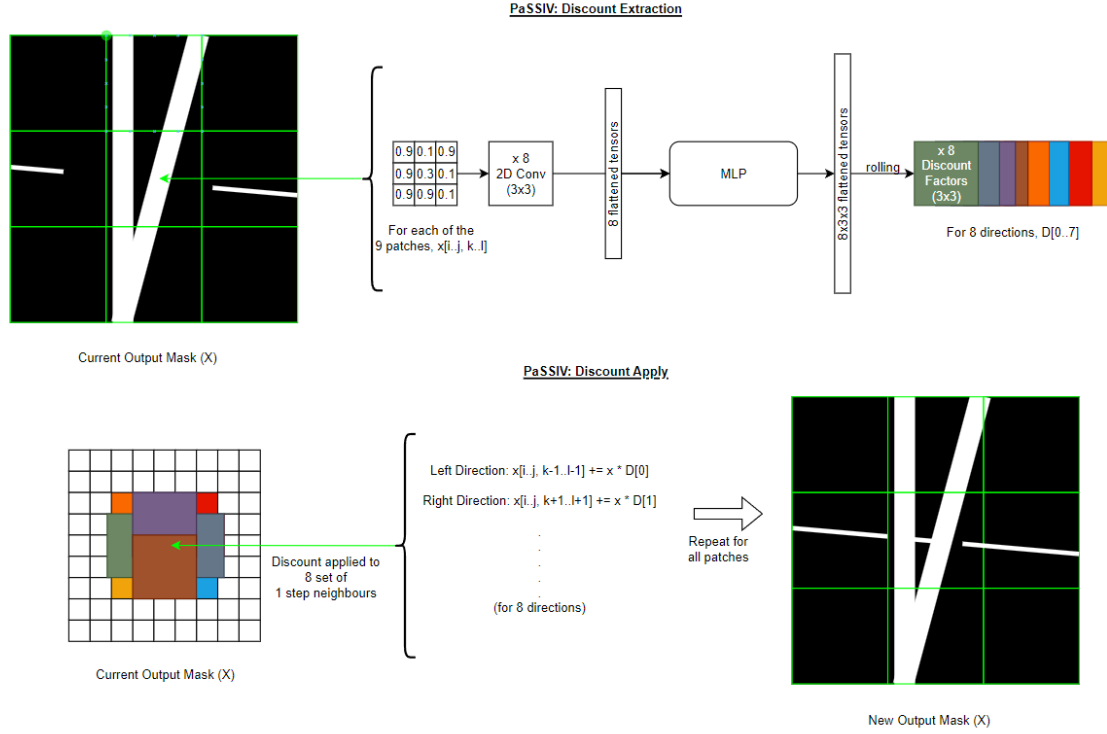 PaSSIV: Discount Extraction
0.9 0.1 0.9
0.9 0.3 0.1
0.9 0.9 0.1
For each of the
9 patches, x[i..j, k..l]
x 8
2D Conv
(3x3)
8 flattened tensors
MLP
8x3x3 flattened tensors
rolling
x 8
Discount
Factors
(3x3)
For 8 directions, D[0..7]
Current Output Mask (X)
PaSSIV: Discount Apply
Discount applied to
8 set of
1 step neighbours
Current Output Mask (X)
Left Direction: x[i..j, k-1..l-1] += x * D[0]
Right Direction: x[i..j, k+1..l+1] += x * D[1]
.
.
.
.
.
(for 8 directions)
Repeat for
all patches
New Output Mask (X)